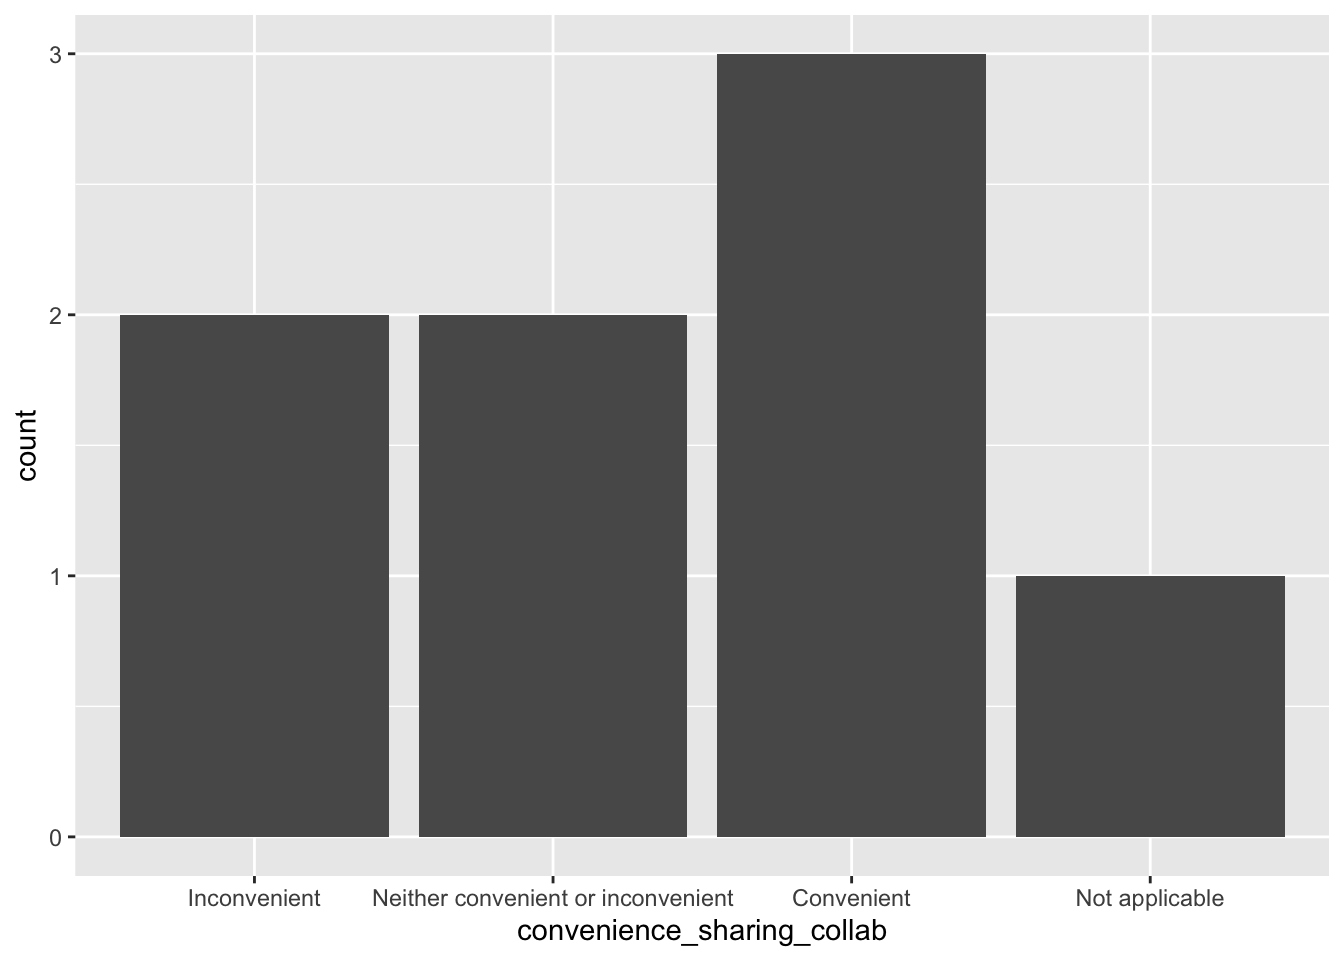 3
2
1
0
count
Inconvenient Neither convenient or inconvenient Convenient Not applicable
convenience_sharing_collab